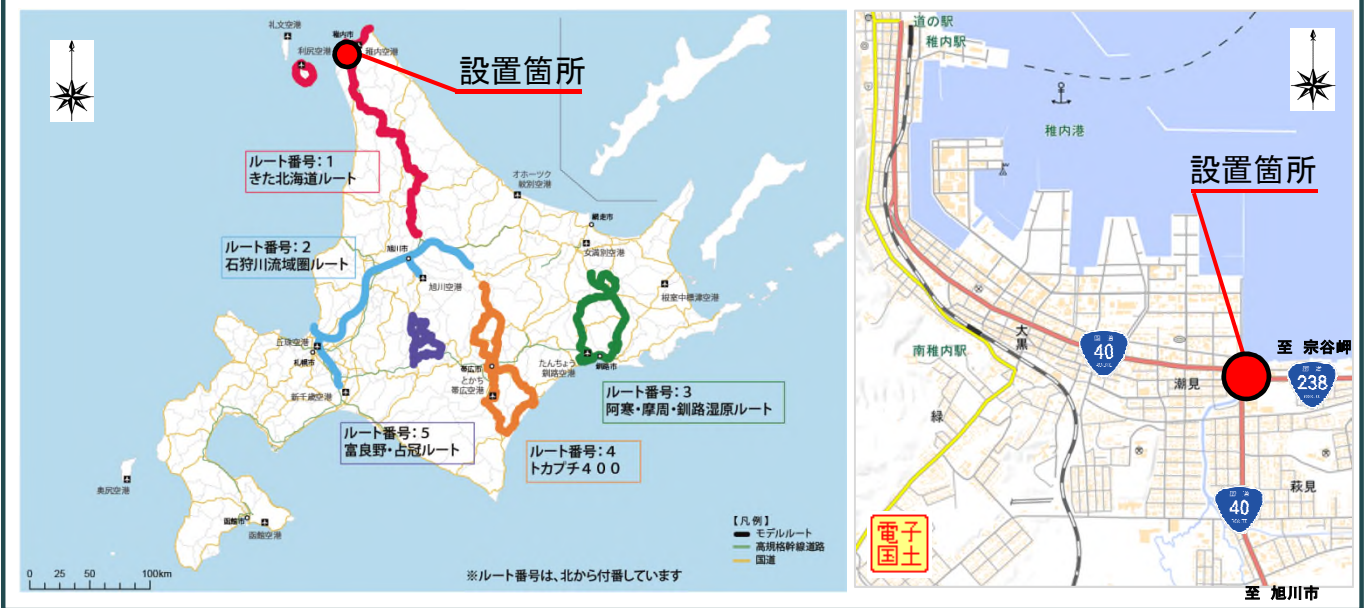 礼文空港
利尻空港
稚内市
稚内空港
設置箇所
ルート番号：1
きた北海道ルート
オホーツク
紋別空港
網走市
女満別空港
ルート番号：2
石狩川流域圏ルート
旭川市
旭川空港
根室中標津空港
丘珠空港
札幌市
新千歳空港
帯広市
とかち
帯広空港
たんちょう
釧路空港
釧路市
ルート番号：3
阿寒・摩周・釧路湿原ルート
ルート番号：5
富良野・占冠ルート
ルート番号：4
トカプチ４００
奥尻空港
函館市
函館空港
【凡例】
モデルルート
高規格幹線道路
国道
0 25 50 100km
※ルート番号は、北から付番しています
道の駅
稚内駅
稚内港
設置箇所
大黒
南稚内駅
国道
40
ROUTE
潮見
至 宗谷岬
国道
238
ROUTE
緑
萩見
国道
40
ROUTE
電子
国土
至 旭川市